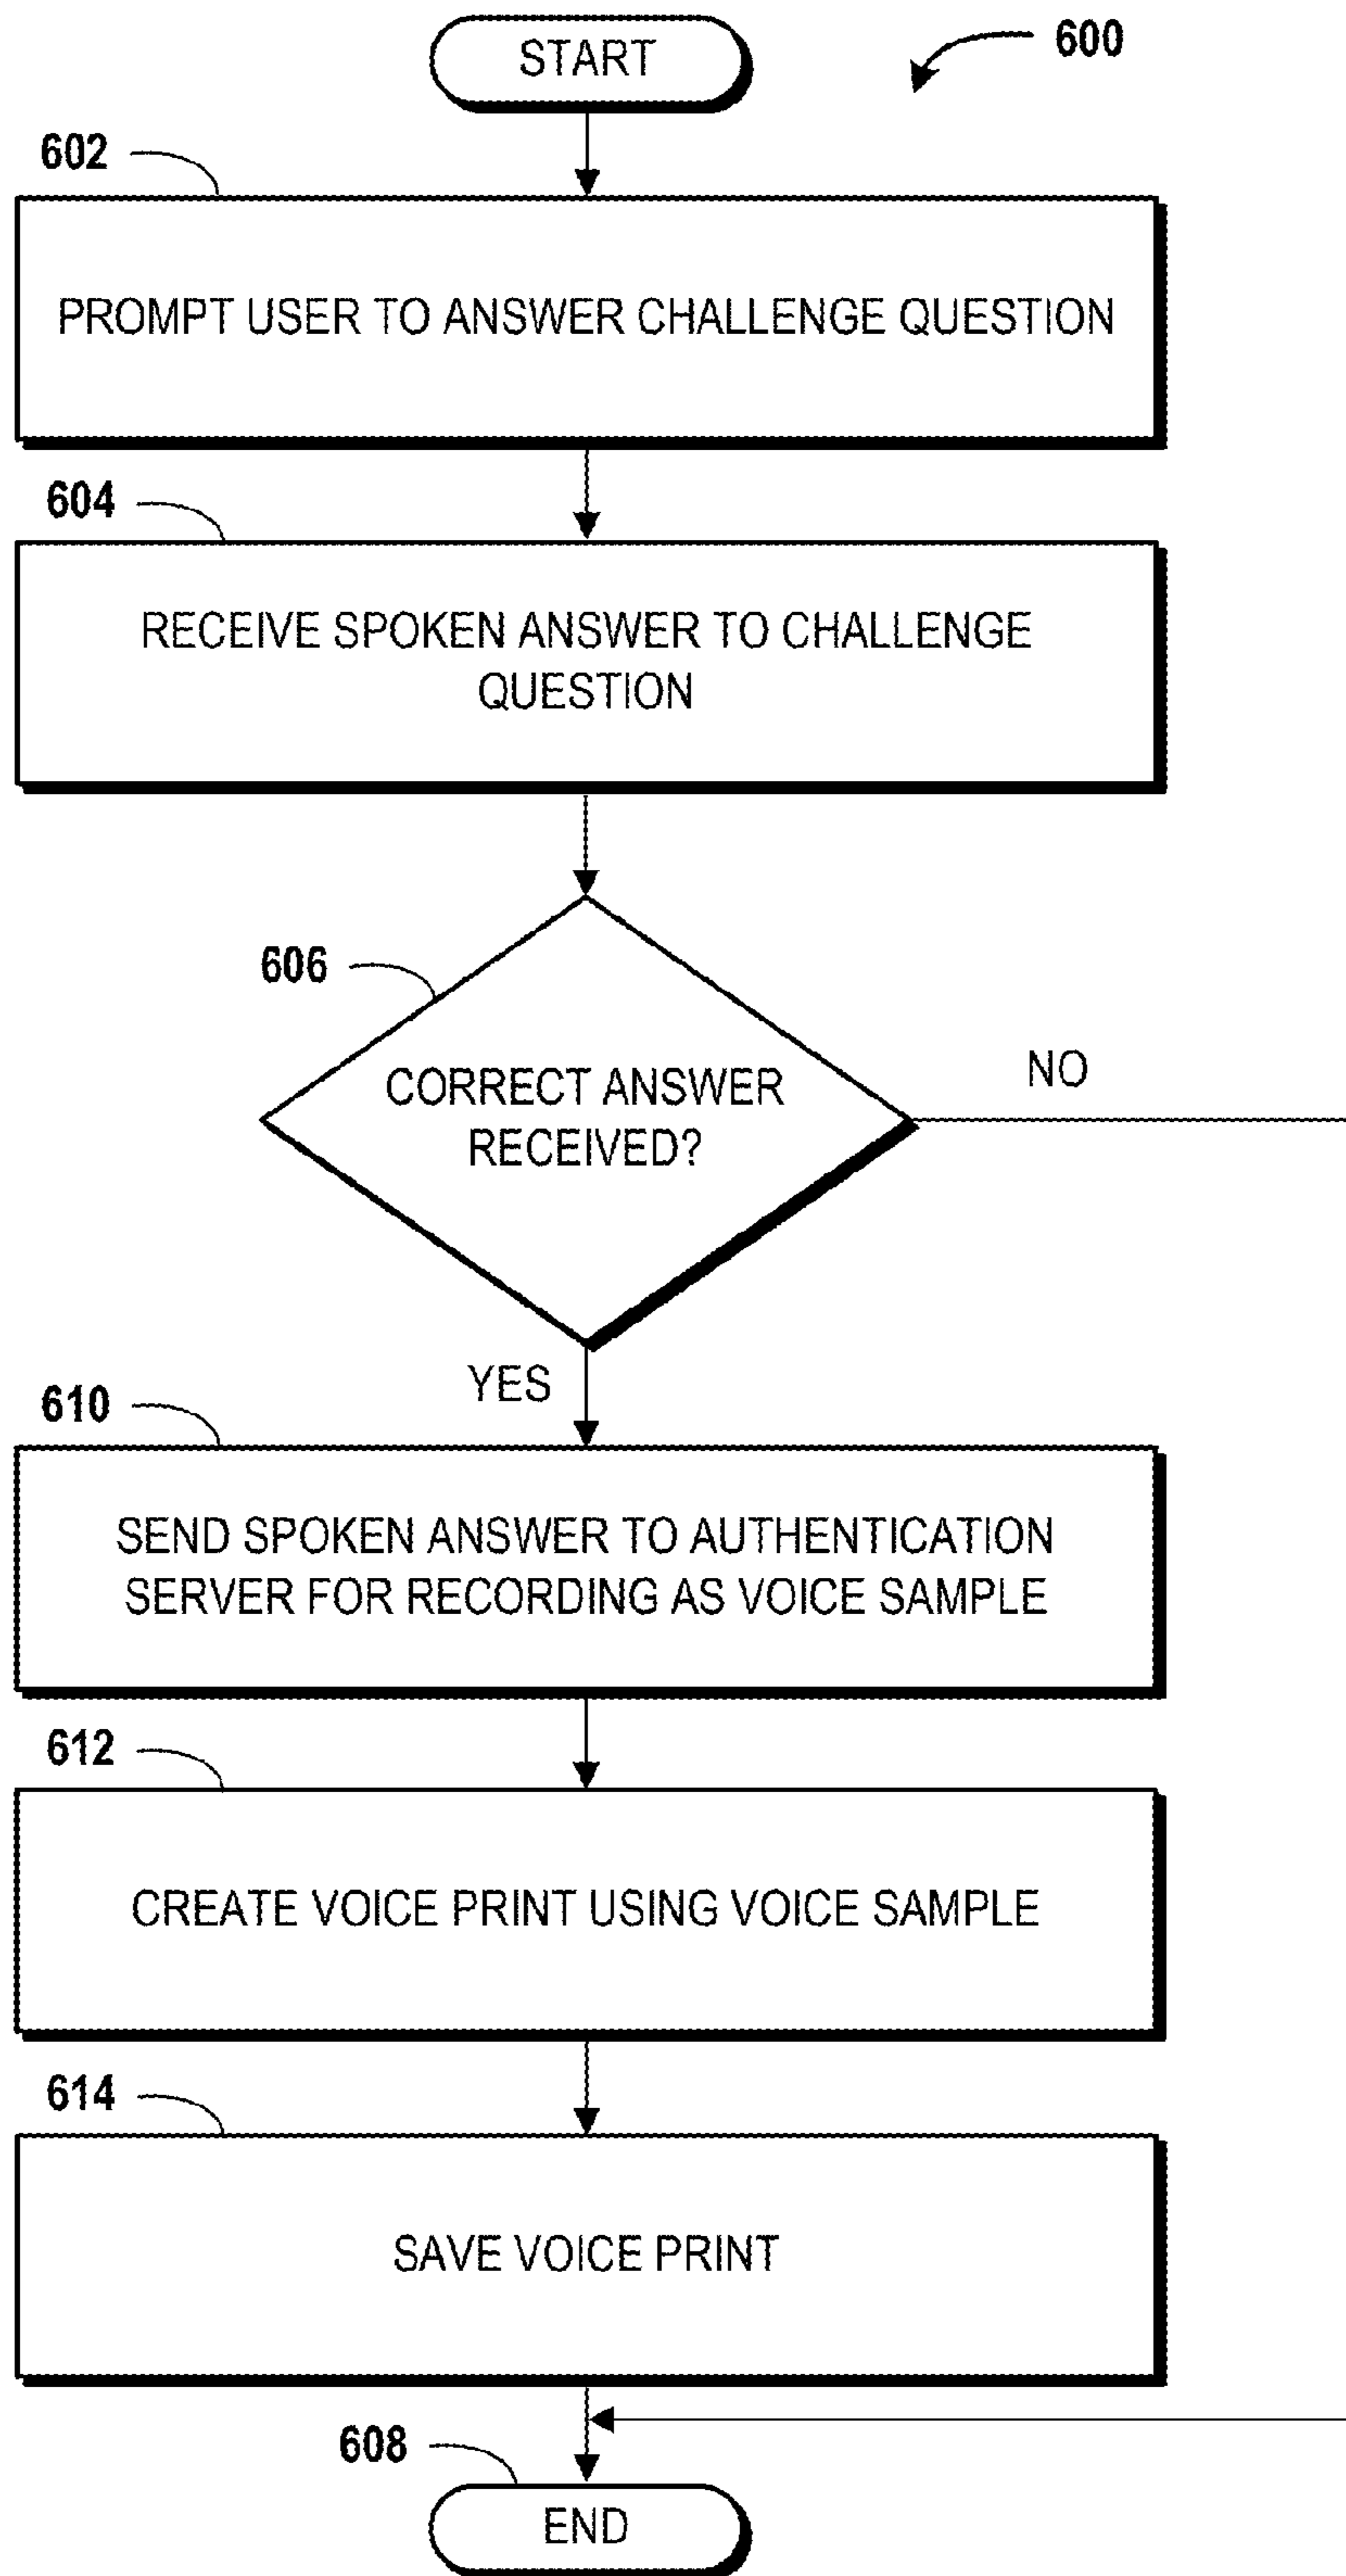 START
600
602
PROMPT USER TO ANSWER CHALLENGE QUESTION
604
RECEIVE SPOKEN ANSWER TO CHALLENGE
QUESTION
606
CORRECT ANSWER
RECEIVED?
NO
YES
610
SEND SPOKEN ANSWER TO AUTHENTICATION
SERVER FOR RECORDING AS VOICE SAMPLE
612
CREATE VOICE PRINT USING VOICE SAMPLE
614
SAVE VOICE PRINT
608
END